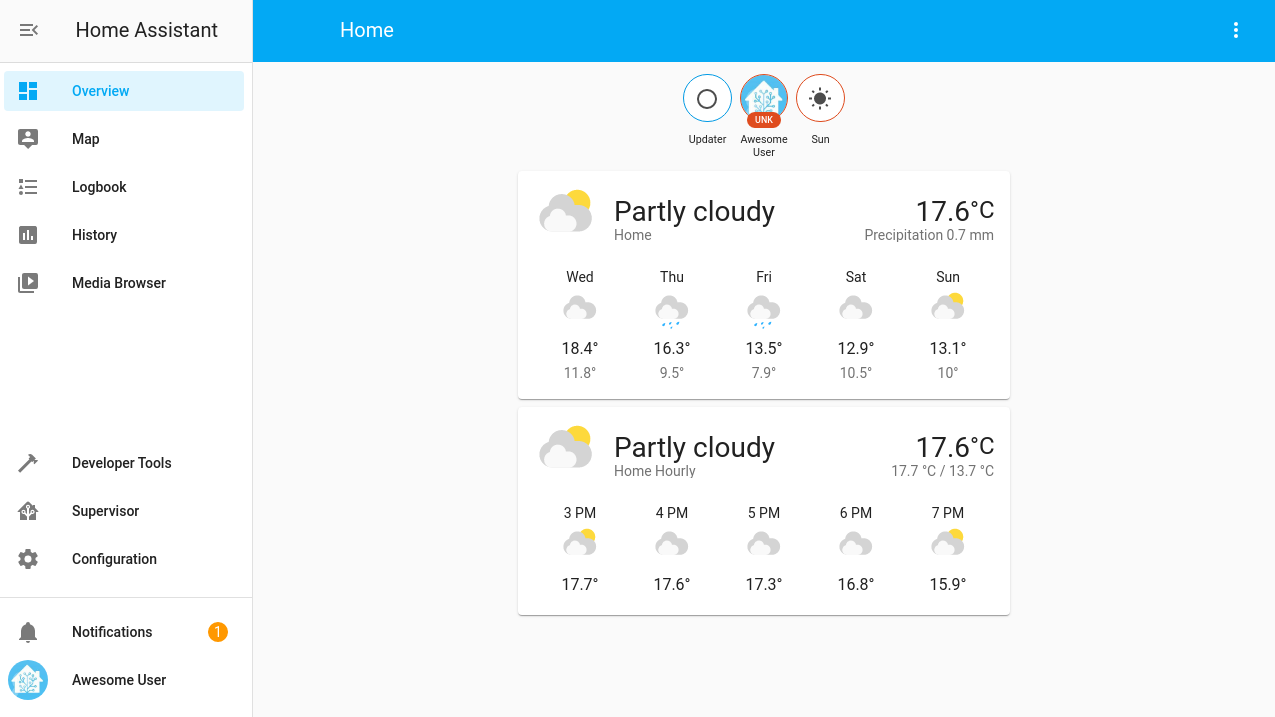 Home Assistant
Home
Overview
Map
Logbook
History
Media Browser
Developer Tools
Supervisor
Configuration
Notifications 1
Awesome User
UNK
Updater Awesome User Sun
Partly cloudy 17.6°C
Home Precipitation 0.7 mm
Wed Thu Fri Sat Sun
18.4° 16.3° 13.5° 12.9° 13.1°
11.8° 9.5° 7.9° 10.5° 10°
Partly cloudy 17.6°C
Home Hourly 17.7 °C / 13.7 °C
3 PM 4 PM 5 PM 6 PM 7 PM
17.7° 17.6° 17.3° 16.8° 15.9°